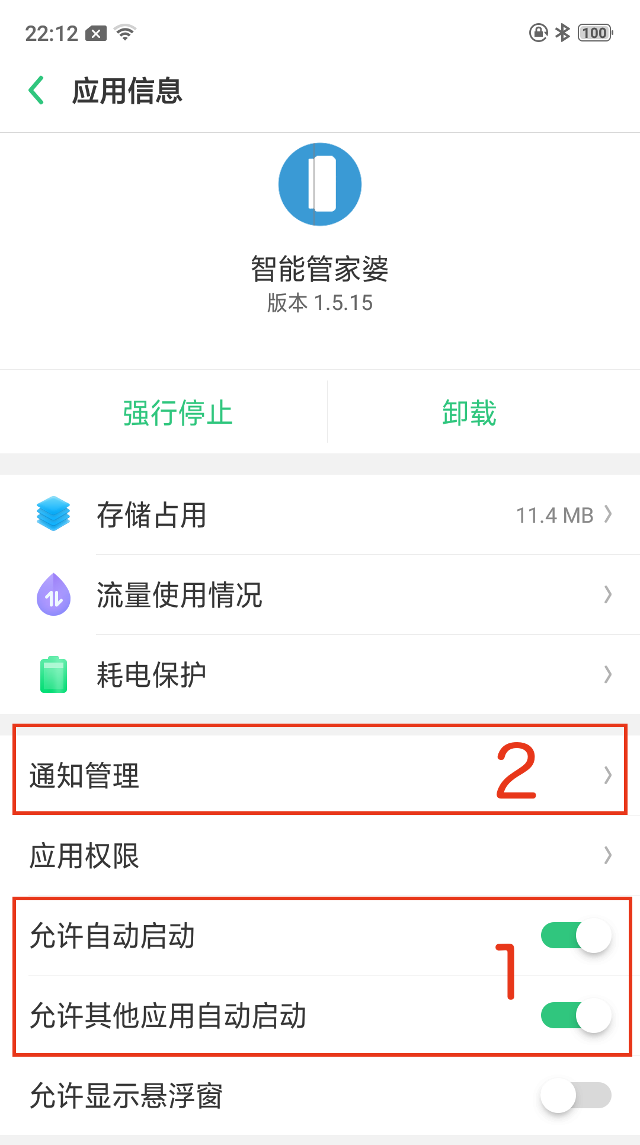 22:12
100
应用信息
智能管家婆
版本 1.5.15
强行停止 卸载
存储占用 11.4 MB
流量使用情况
耗电保护
通知管理 2
应用权限
允许自动启动
1
允许其他应用自动启动
允许显示悬浮窗